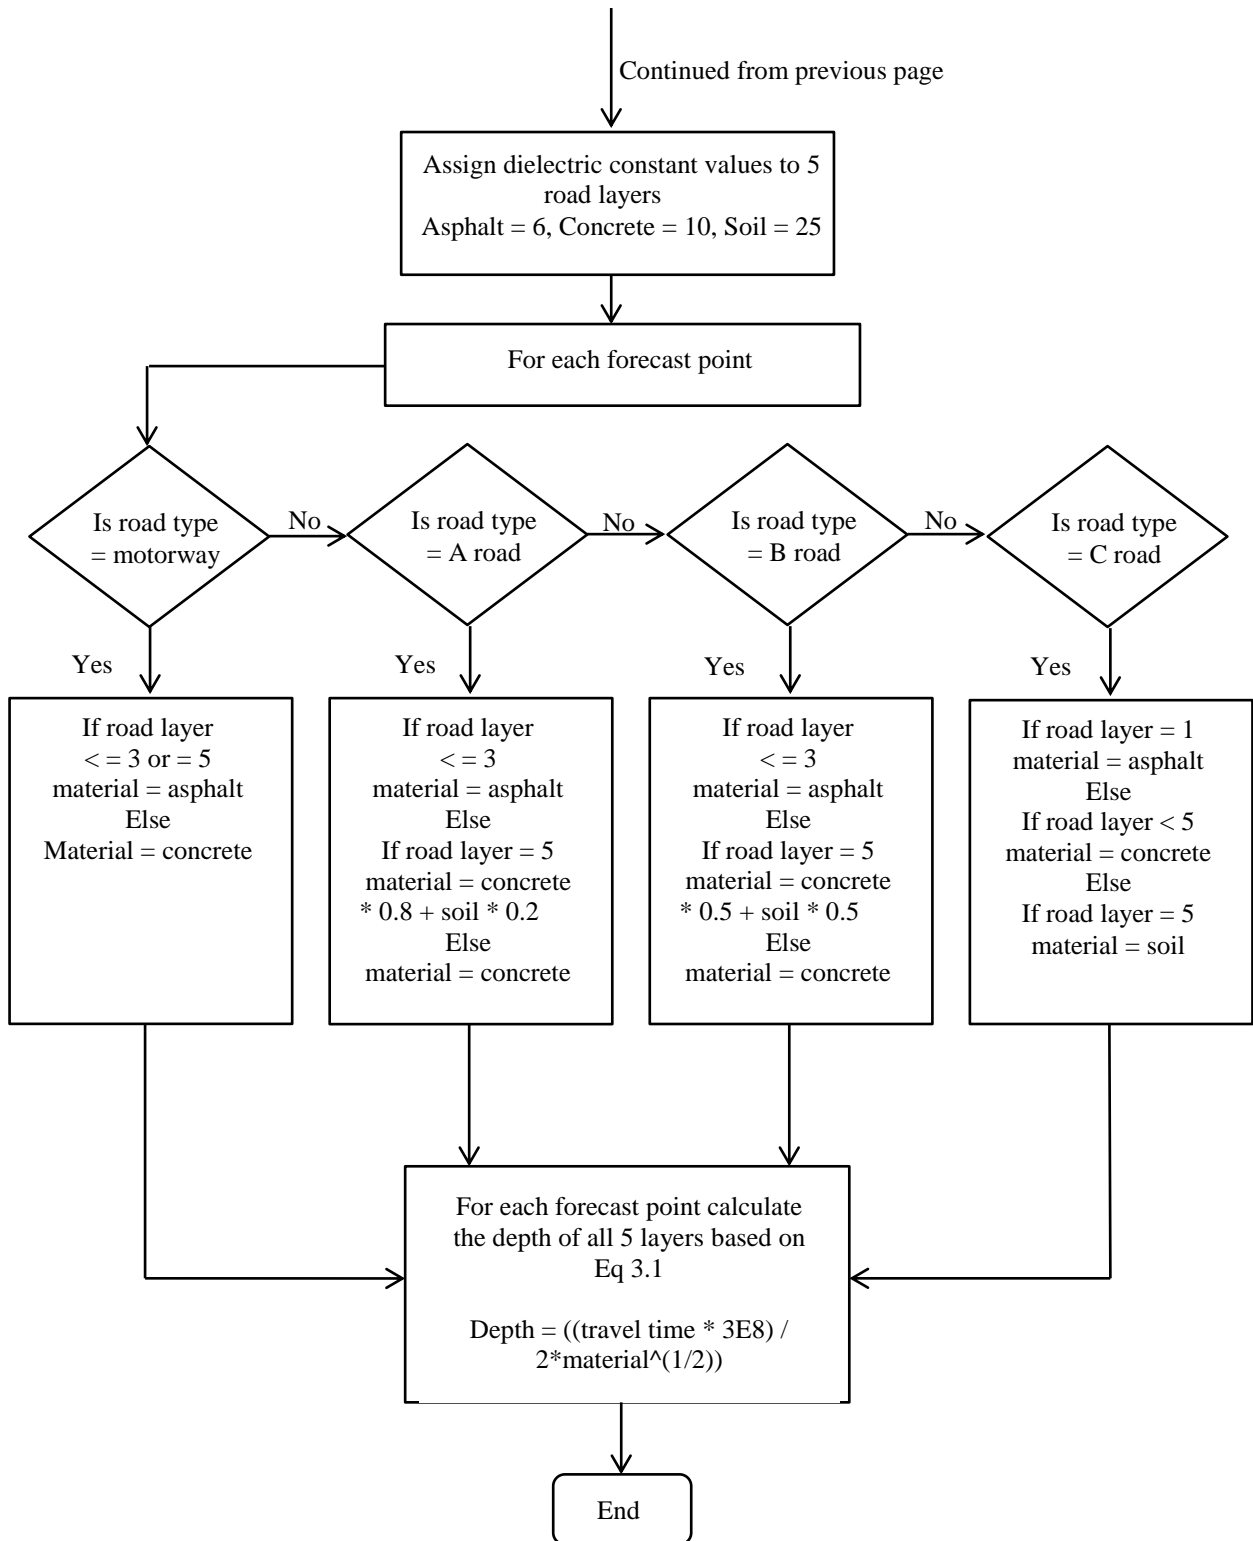 Continued from previous page
Assign dielectric constant values to 5
road layers
Asphalt = 6, Concrete = 10, Soil = 25
For each forecast point
Is road type
= motorway
No
Is road type
= A road
No
Is road type
= B road
No
Is road type
= C road
Yes
Yes
Yes
Yes
If road layer
< = 3 or = 5
material = asphalt
Else
Material = concrete
If road layer
< = 3
material = asphalt
Else
If road layer = 5
material = concrete
* 0.8 + soil * 0.2
Else
material = concrete
If road layer
< = 3
material = asphalt
Else
If road layer = 5
material = concrete
* 0.5 + soil * 0.5
Else
material = concrete
If road layer = 1
material = asphalt
Else
If road layer < 5
material = concrete
Else
If road layer = 5
material = soil
For each forecast point calculate
the depth of all 5 layers based on
Eq 3.1
Depth = ((travel time * 3E8) /
2*material^(1/2))
End